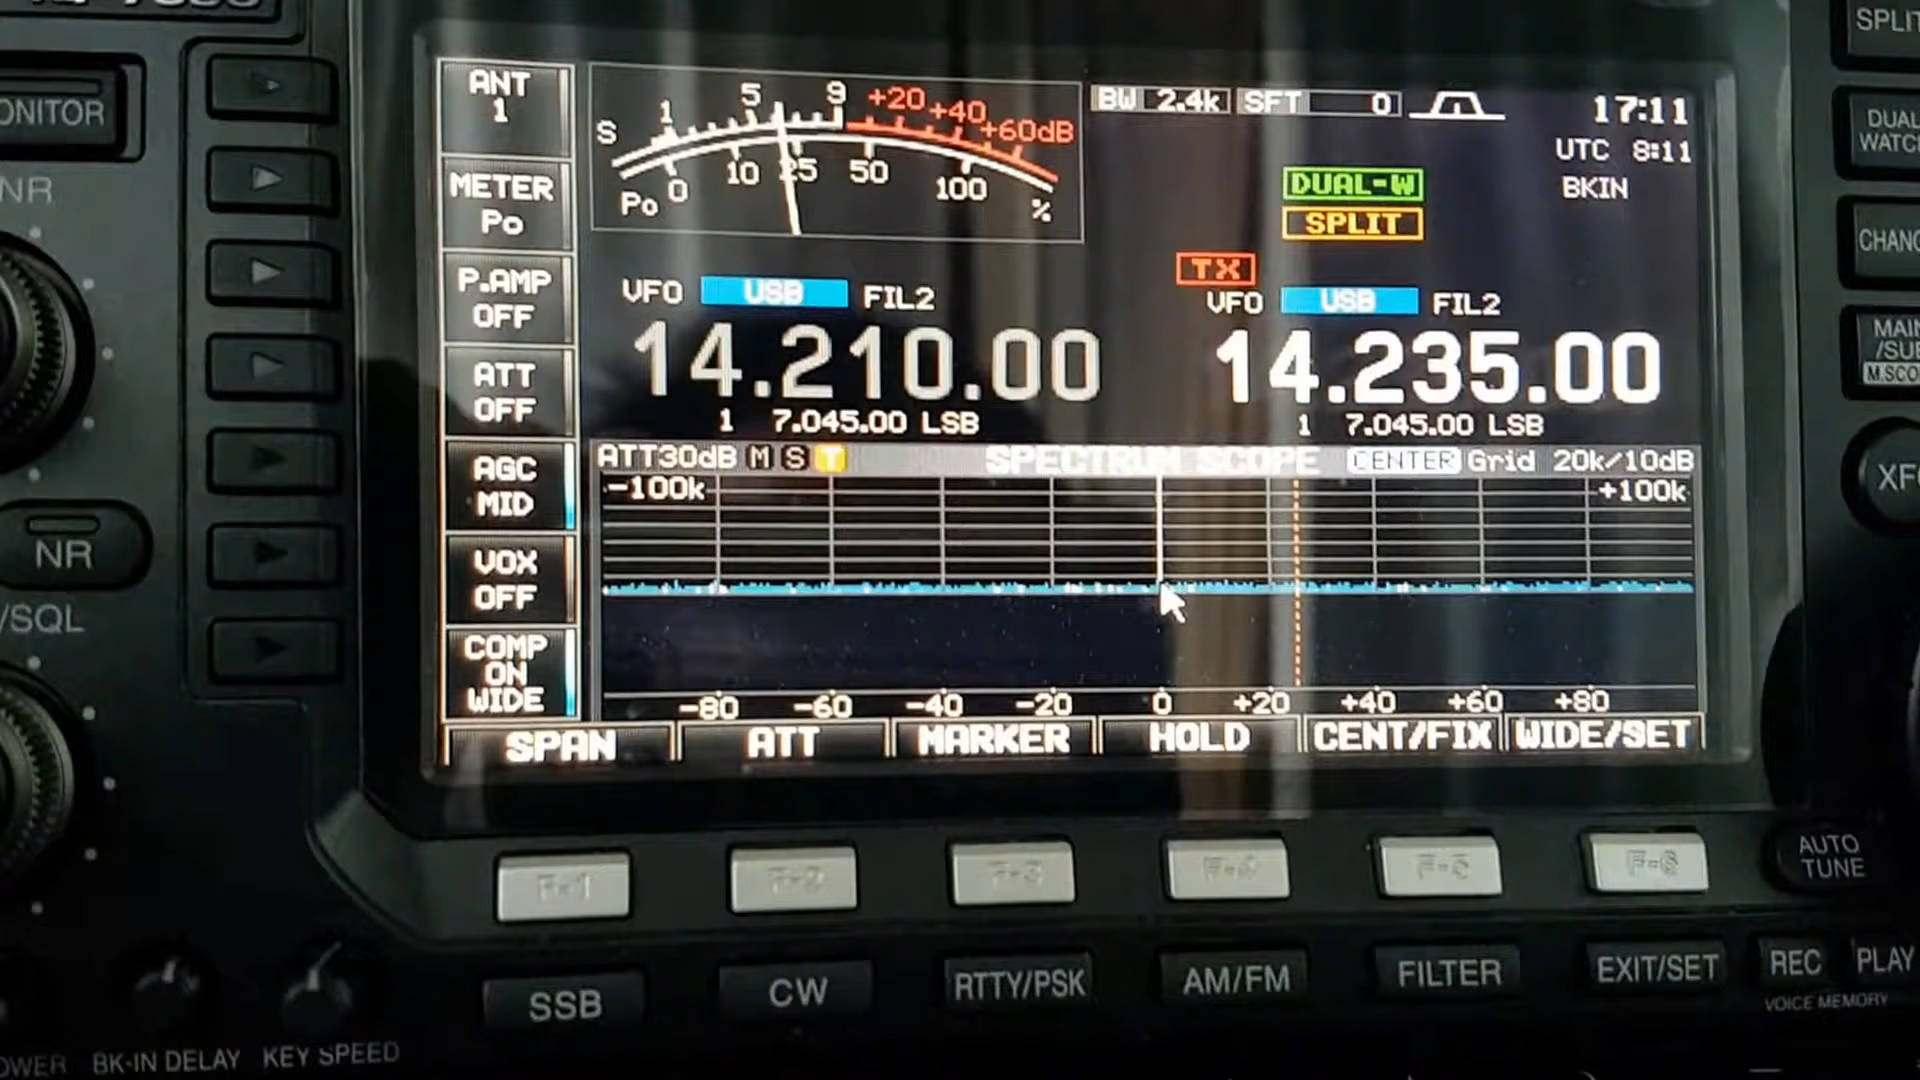 ANT
1
METER
Po
P.AMP
OFF
ATT
OFF
AGC
MID
VOX
OFF
COMP
ON
WIDE
S 1 5 9 +20 +40 +60dB
Po 0 10 25 50 100 %
BW 2.4k SFT 0
17:11
UTC 8:11
BKIN
DUAL-W
SPLIT
TX
VFO USB FIL2
14.210.00
1 7.045.00 LSB
VFO USB FIL2
14.235.00
1 7.045.00 LSB
ATT30dB M S T SPECTRUM SCOPE CENTER Grid 20k/10dB
-100k +100k
-80 -60 -40 -20 0 +20 +40 +60 +80
SPAN ATT MARKER HOLD CENT/FIX WIDE/SET
F-1 F-2 F-3 F-4 F-5 F-6
SSB CW RTTY/PSK AM/FM FILTER EXIT/SET REC PLAY
VOICE MEMORY
AUTO
TUNE
NR
NR
/SQL
BK-IN DELAY KEY SPEED
SPLIT
DUAL
/SUB
M.SCO